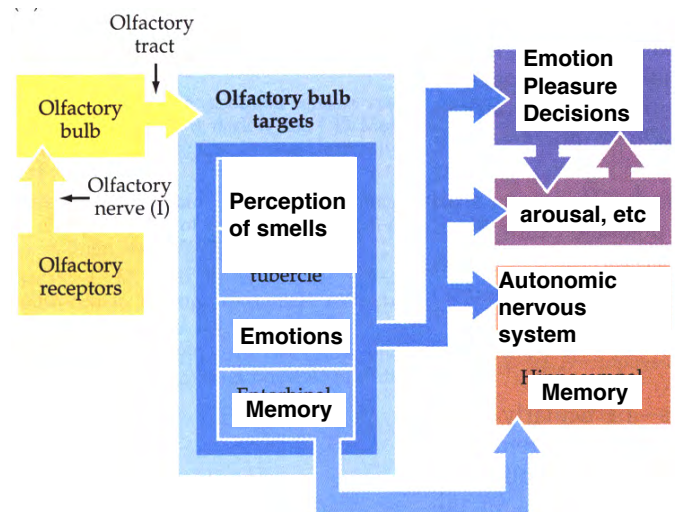 Olfactory
tract
Olfactory
bulb
Olfactory
nerve (I)
Olfactory
receptors
Olfactory bulb
targets
Perception
of smells
tubercle
Emotions
Memory
Emotion
Pleasure
Decisions
arousal, etc
Autonomic
nervous
system
Memory